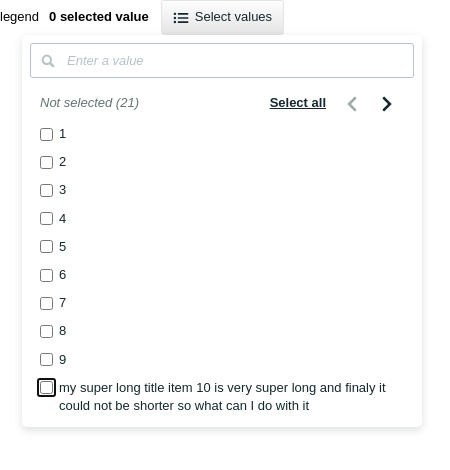 legend 0 selected value Select values
Enter a value
Not selected (21) Select all
1
2
3
4
5
6
7
8
9
my super long title item 10 is very super long and finaly it
could not be shorter so what can I do with it